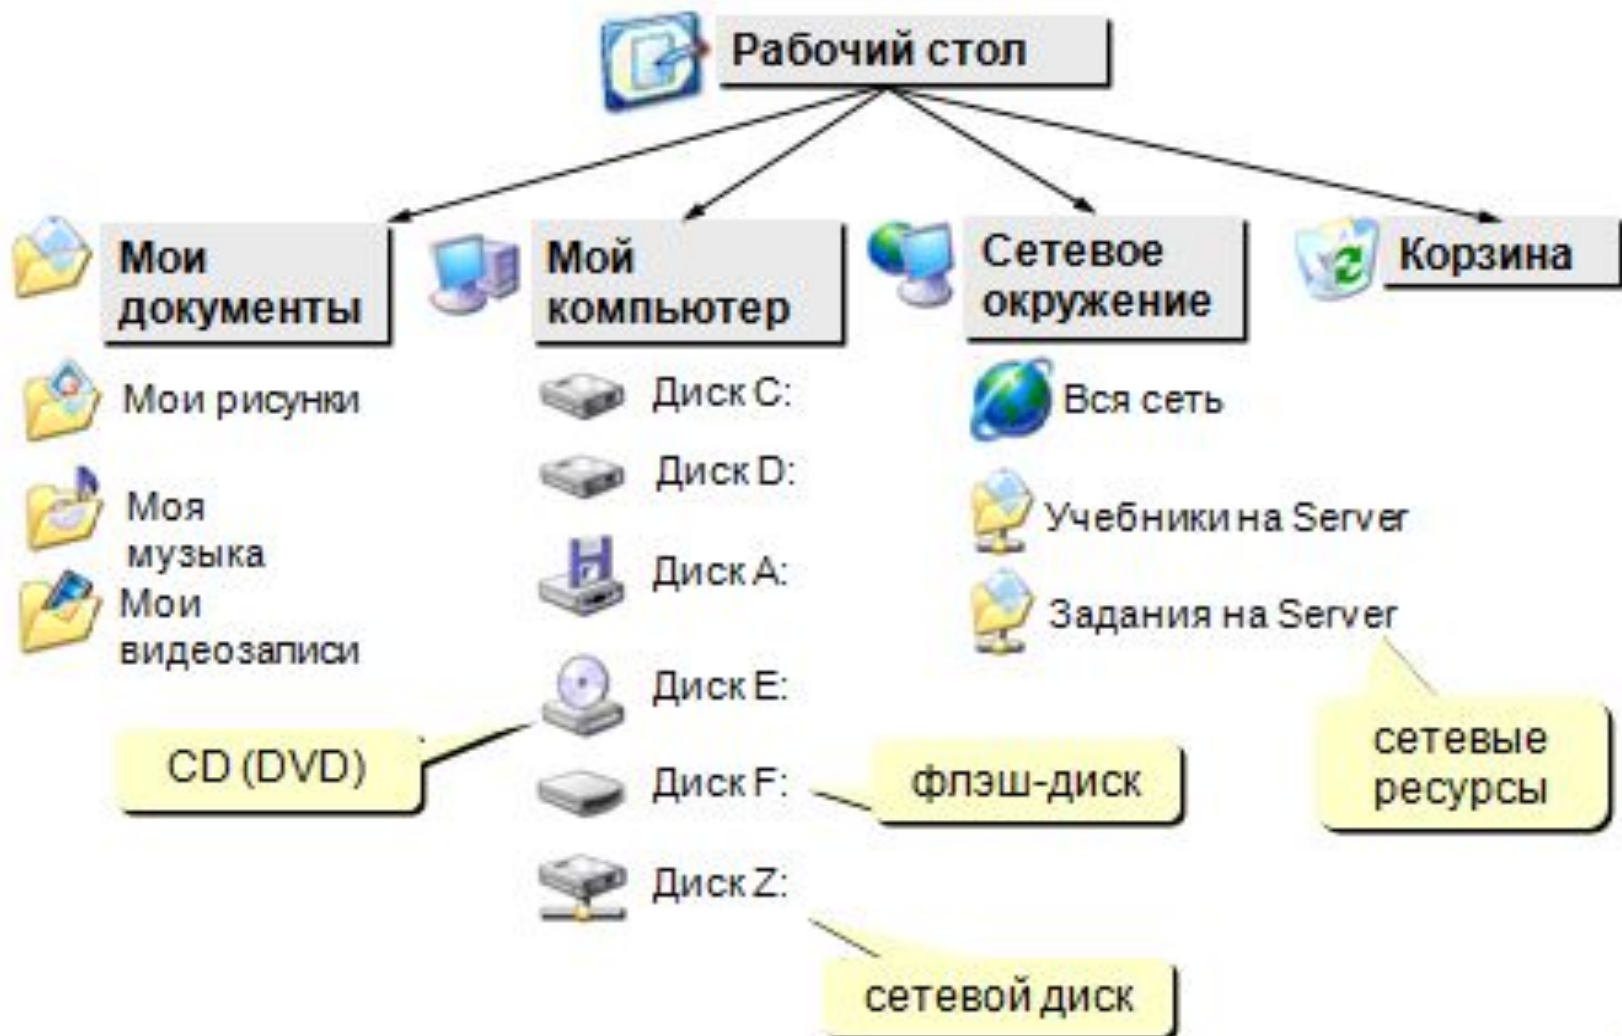 Рабочий стол
Мои
документы
Мой
компьютер
Сетевое
окружение
Корзина
Мои рисунки
Моя
музыка
Мои
видеозаписи
Диск C:
Диск D:
Диск A:
Диск E:
Диск F:
Диск Z:
CD (DVD)
флэш-диск
сетевой диск
Вся сеть
Учебники на Server
Задания на Server
сетевые
ресурсы